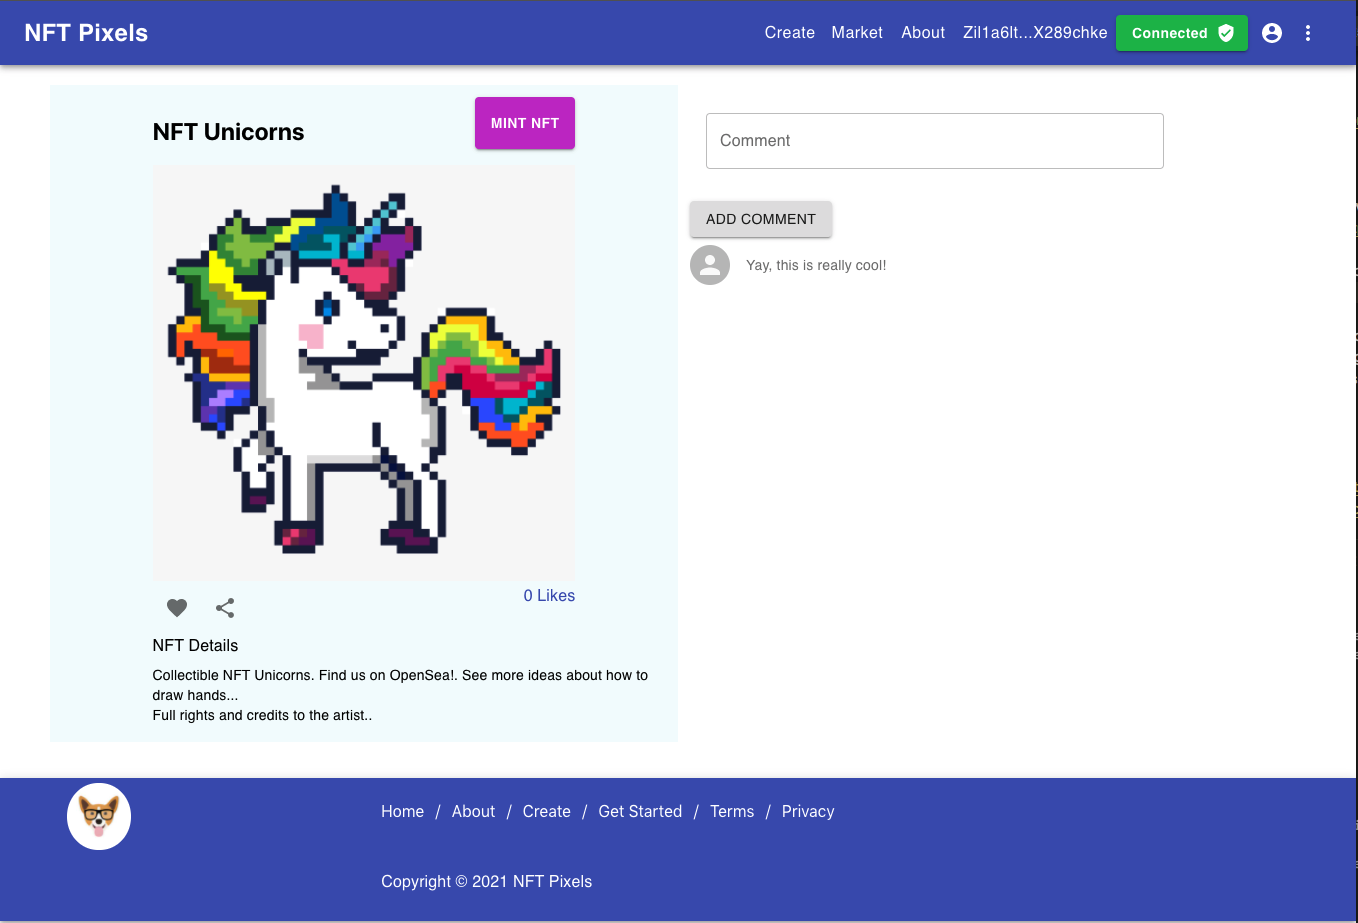 NFT Pixels
Create Market About Zil1a6lt...X289chke Connected
NFT Unicorns
MINT NFT
Comment
ADD COMMENT
Yay, this is really cool!
0 Likes
NFT Details
Collectible NFT Unicorns. Find us on OpenSea!. See more ideas about how to
draw hands...
Full rights and credits to the artist..
Home / About / Create / Get Started / Terms / Privacy
Copyright © 2021 NFT Pixels